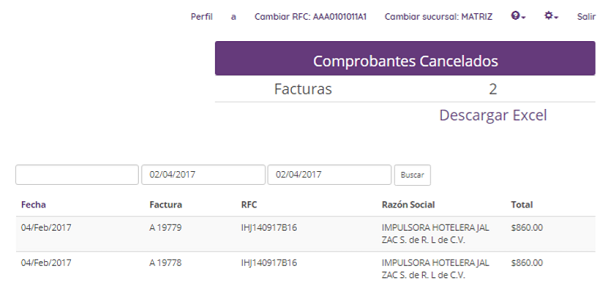 Perfil a Cambiar RFC: AAA0101011A1 Cambiar sucursal: MATRIZ Salir
Comprobantes Cancelados
Facturas 2
Descargar Excel
02/04/2017 02/04/2017 Buscar
Fecha Factura RFC Razón Social Total
04/Feb/2017 A 19779 IHJ140917B16 IMPULSORA HOTELERA JAL $860.00
ZAC S. de R. L de C.V.
04/Feb/2017 A 19778 IHJ140917B16 IMPULSORA HOTELERA JAL $860.00
ZAC S. de R. L de C.V.